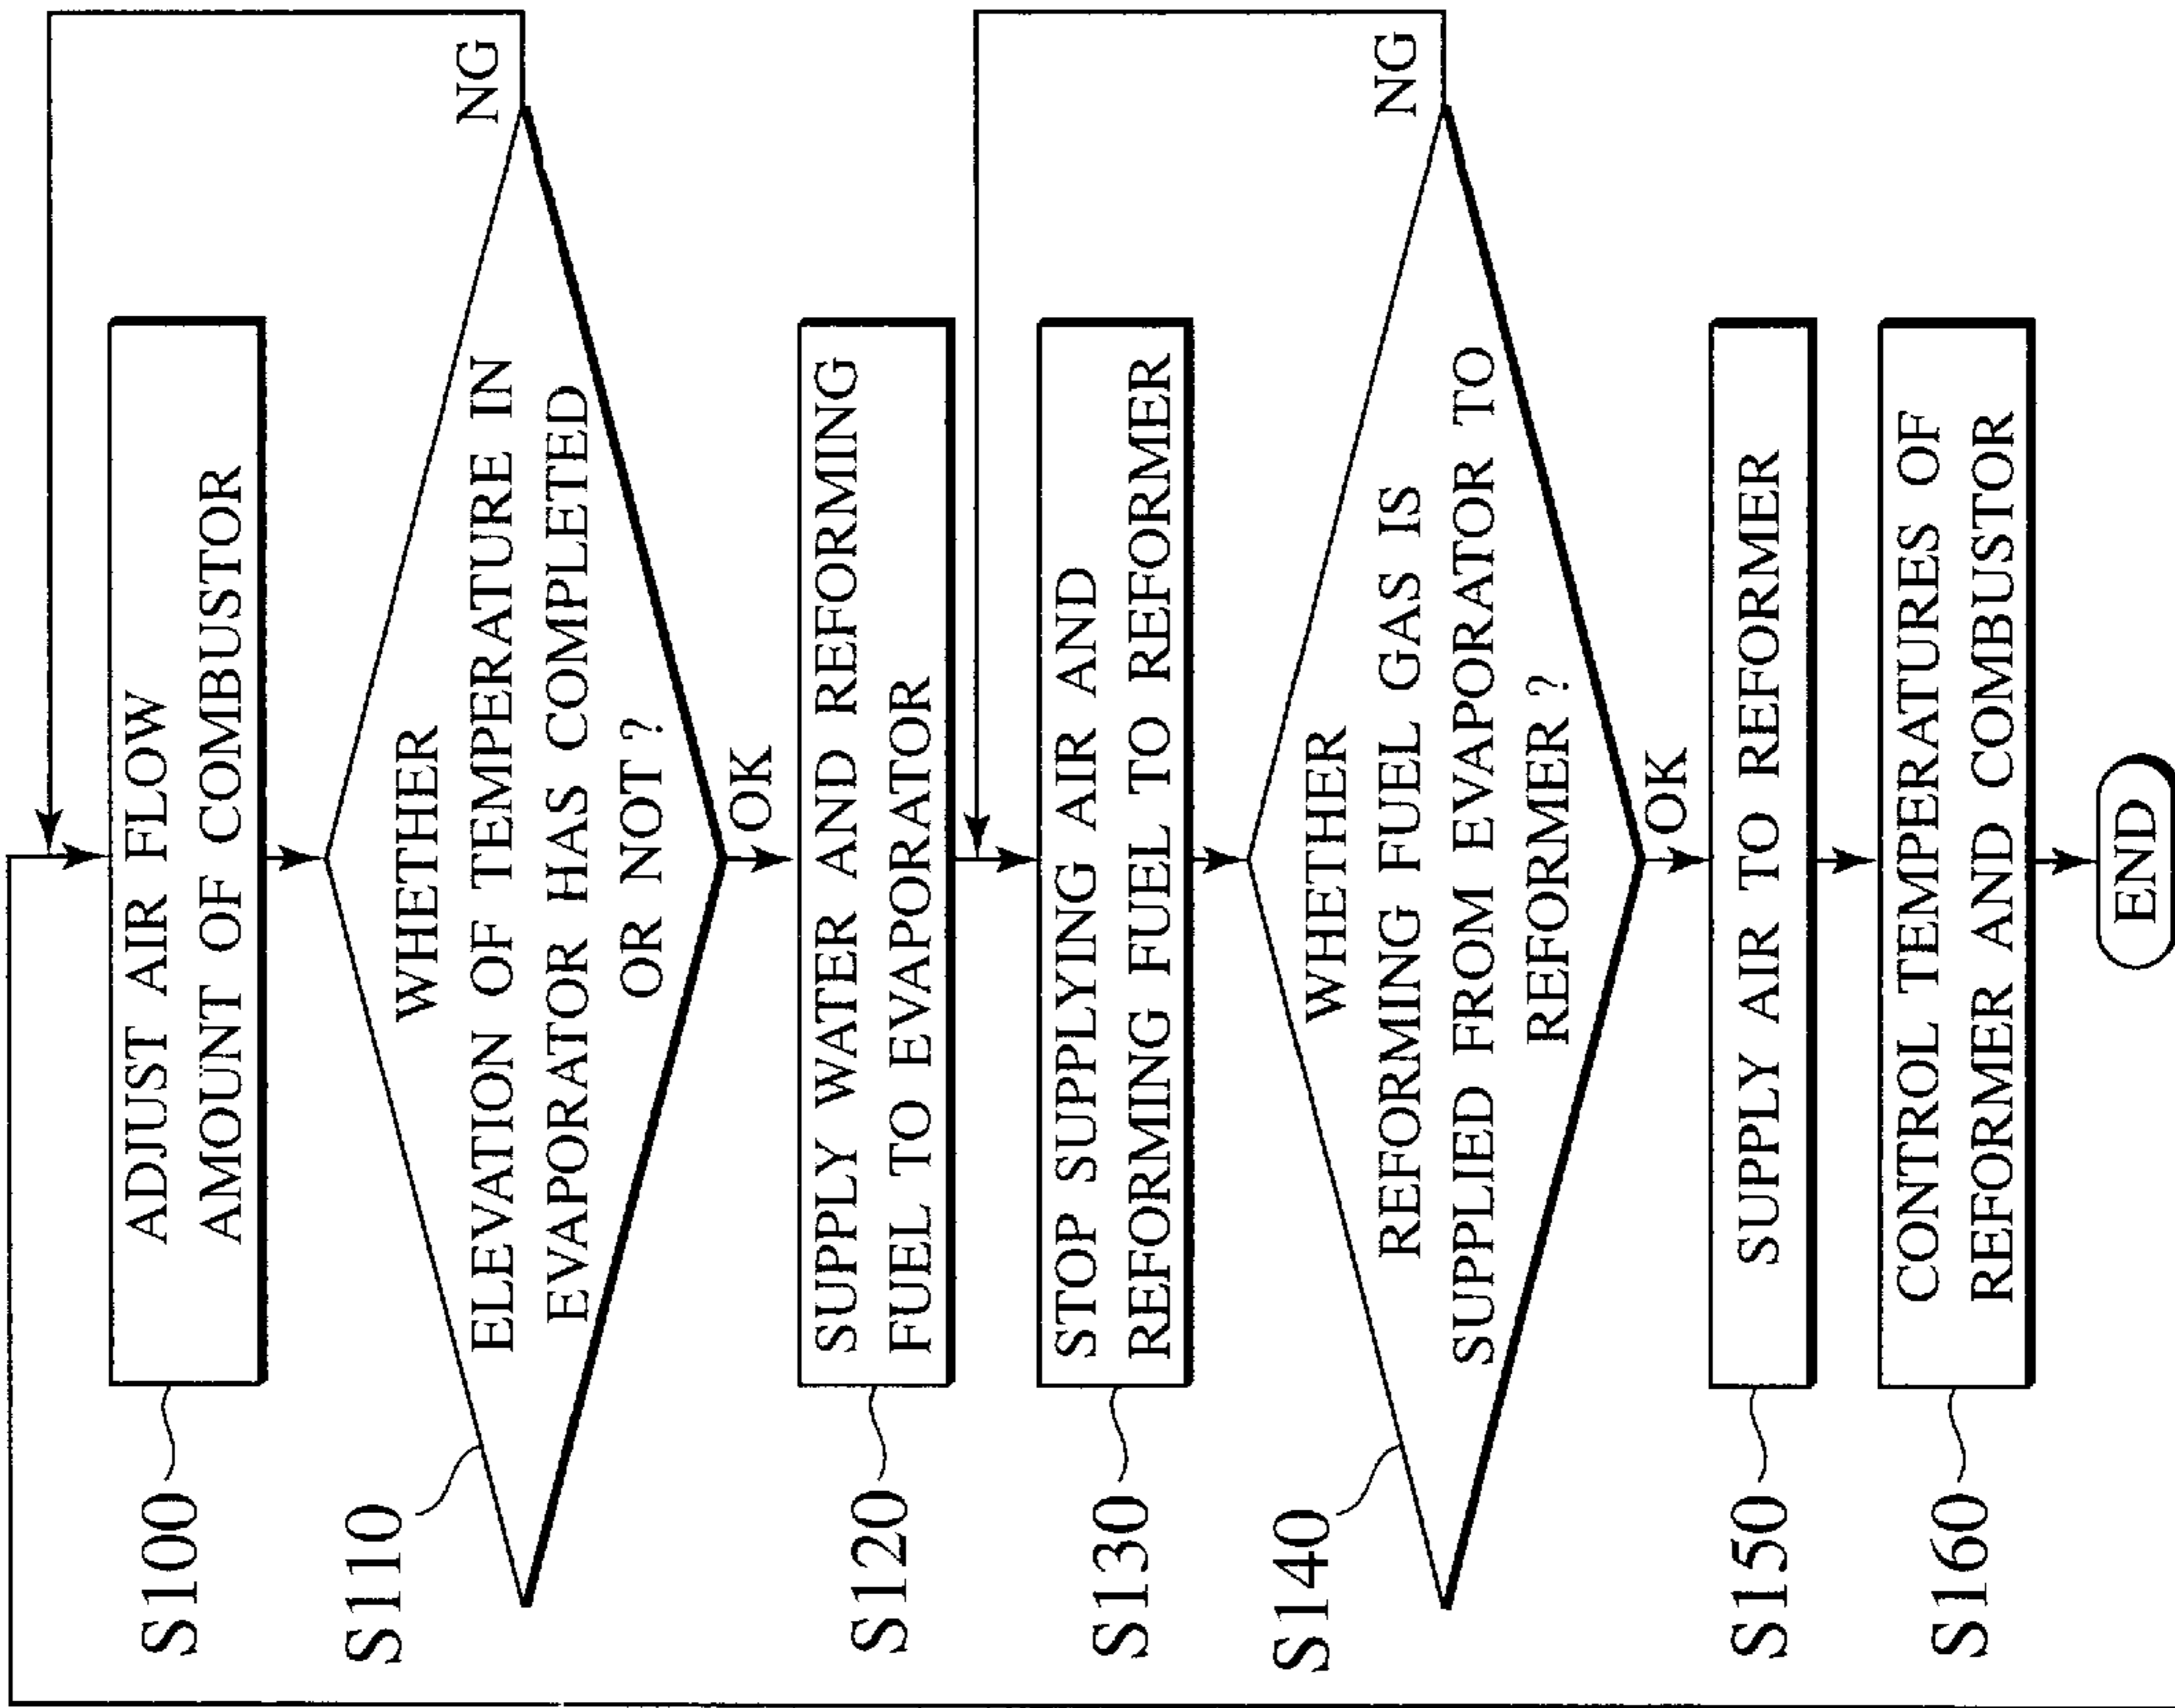 S100
ADJUST AIR FLOW
AMOUNT OF COMBUSTOR
S110
WHETHER
ELEVATION OF TEMPERATURE IN
EVAPORATOR HAS COMPLETED
OR NOT ?
NG
OK
S120
SUPPLY WATER AND REFORMING
FUEL TO EVAPORATOR
S130
STOP SUPPLYING AIR AND
REFORMING FUEL TO REFORMER
S140
WHETHER
REFORMING FUEL GAS IS
SUPPLIED FROM EVAPORATOR TO
REFORMER ?
NG
OK
S150
SUPPLY AIR TO REFORMER
S160
CONTROL TEMPERATURES OF
REFORMER AND COMBUSTOR
END